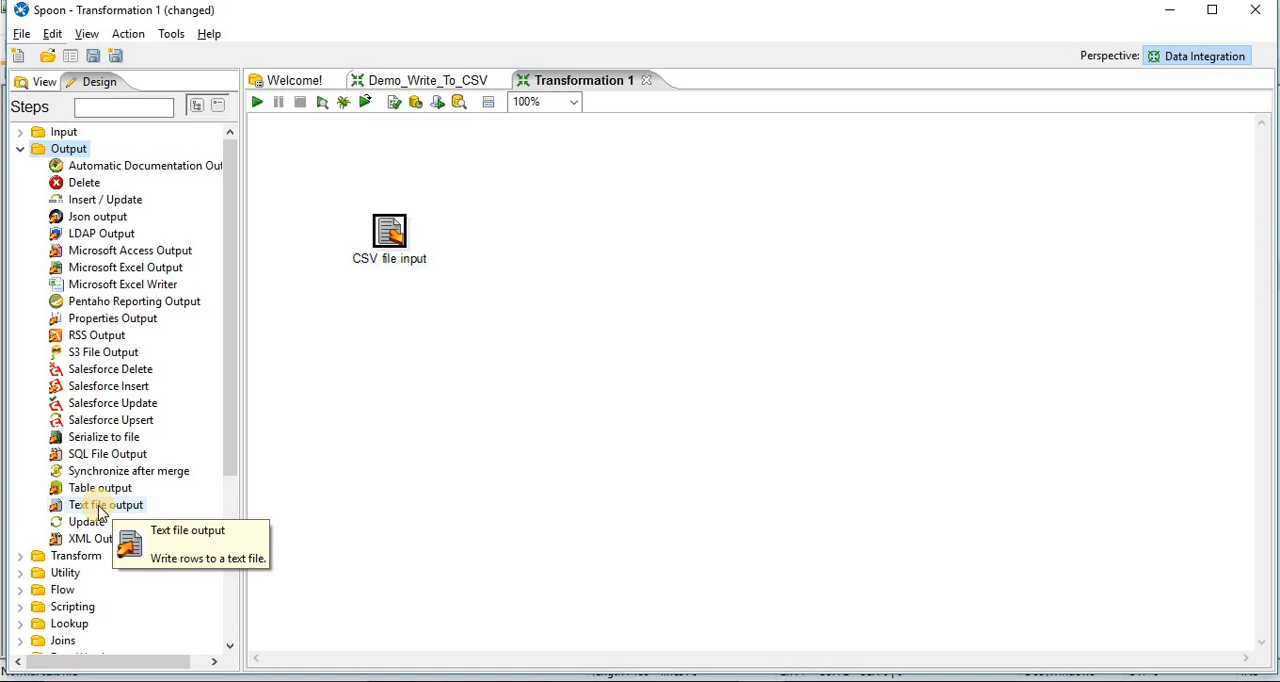 Spoon - Transformation 1 (changed)
File Edit View Action Tools Help
Perspective: Data Integration
View Design
Welcome! Demo_Write_To_CSV Transformation 1
Steps
100%
Input
Output
Automatic Documentation Out
Delete
Insert / Update
Json output
LDAP Output
Microsoft Access Output
Microsoft Excel Output
Microsoft Excel Writer
Pentaho Reporting Output
Properties Output
RSS Output
S3 File Output
Salesforce Delete
Salesforce Insert
Salesforce Update
Salesforce Upsert
Serialize to file
SQL File Output
Synchronize after merge
Table output
Text file output
Update
XML Out
Transform
Utility
Flow
Scripting
Lookup
Joins
CSV file input
Text file output
Write rows to a text file.